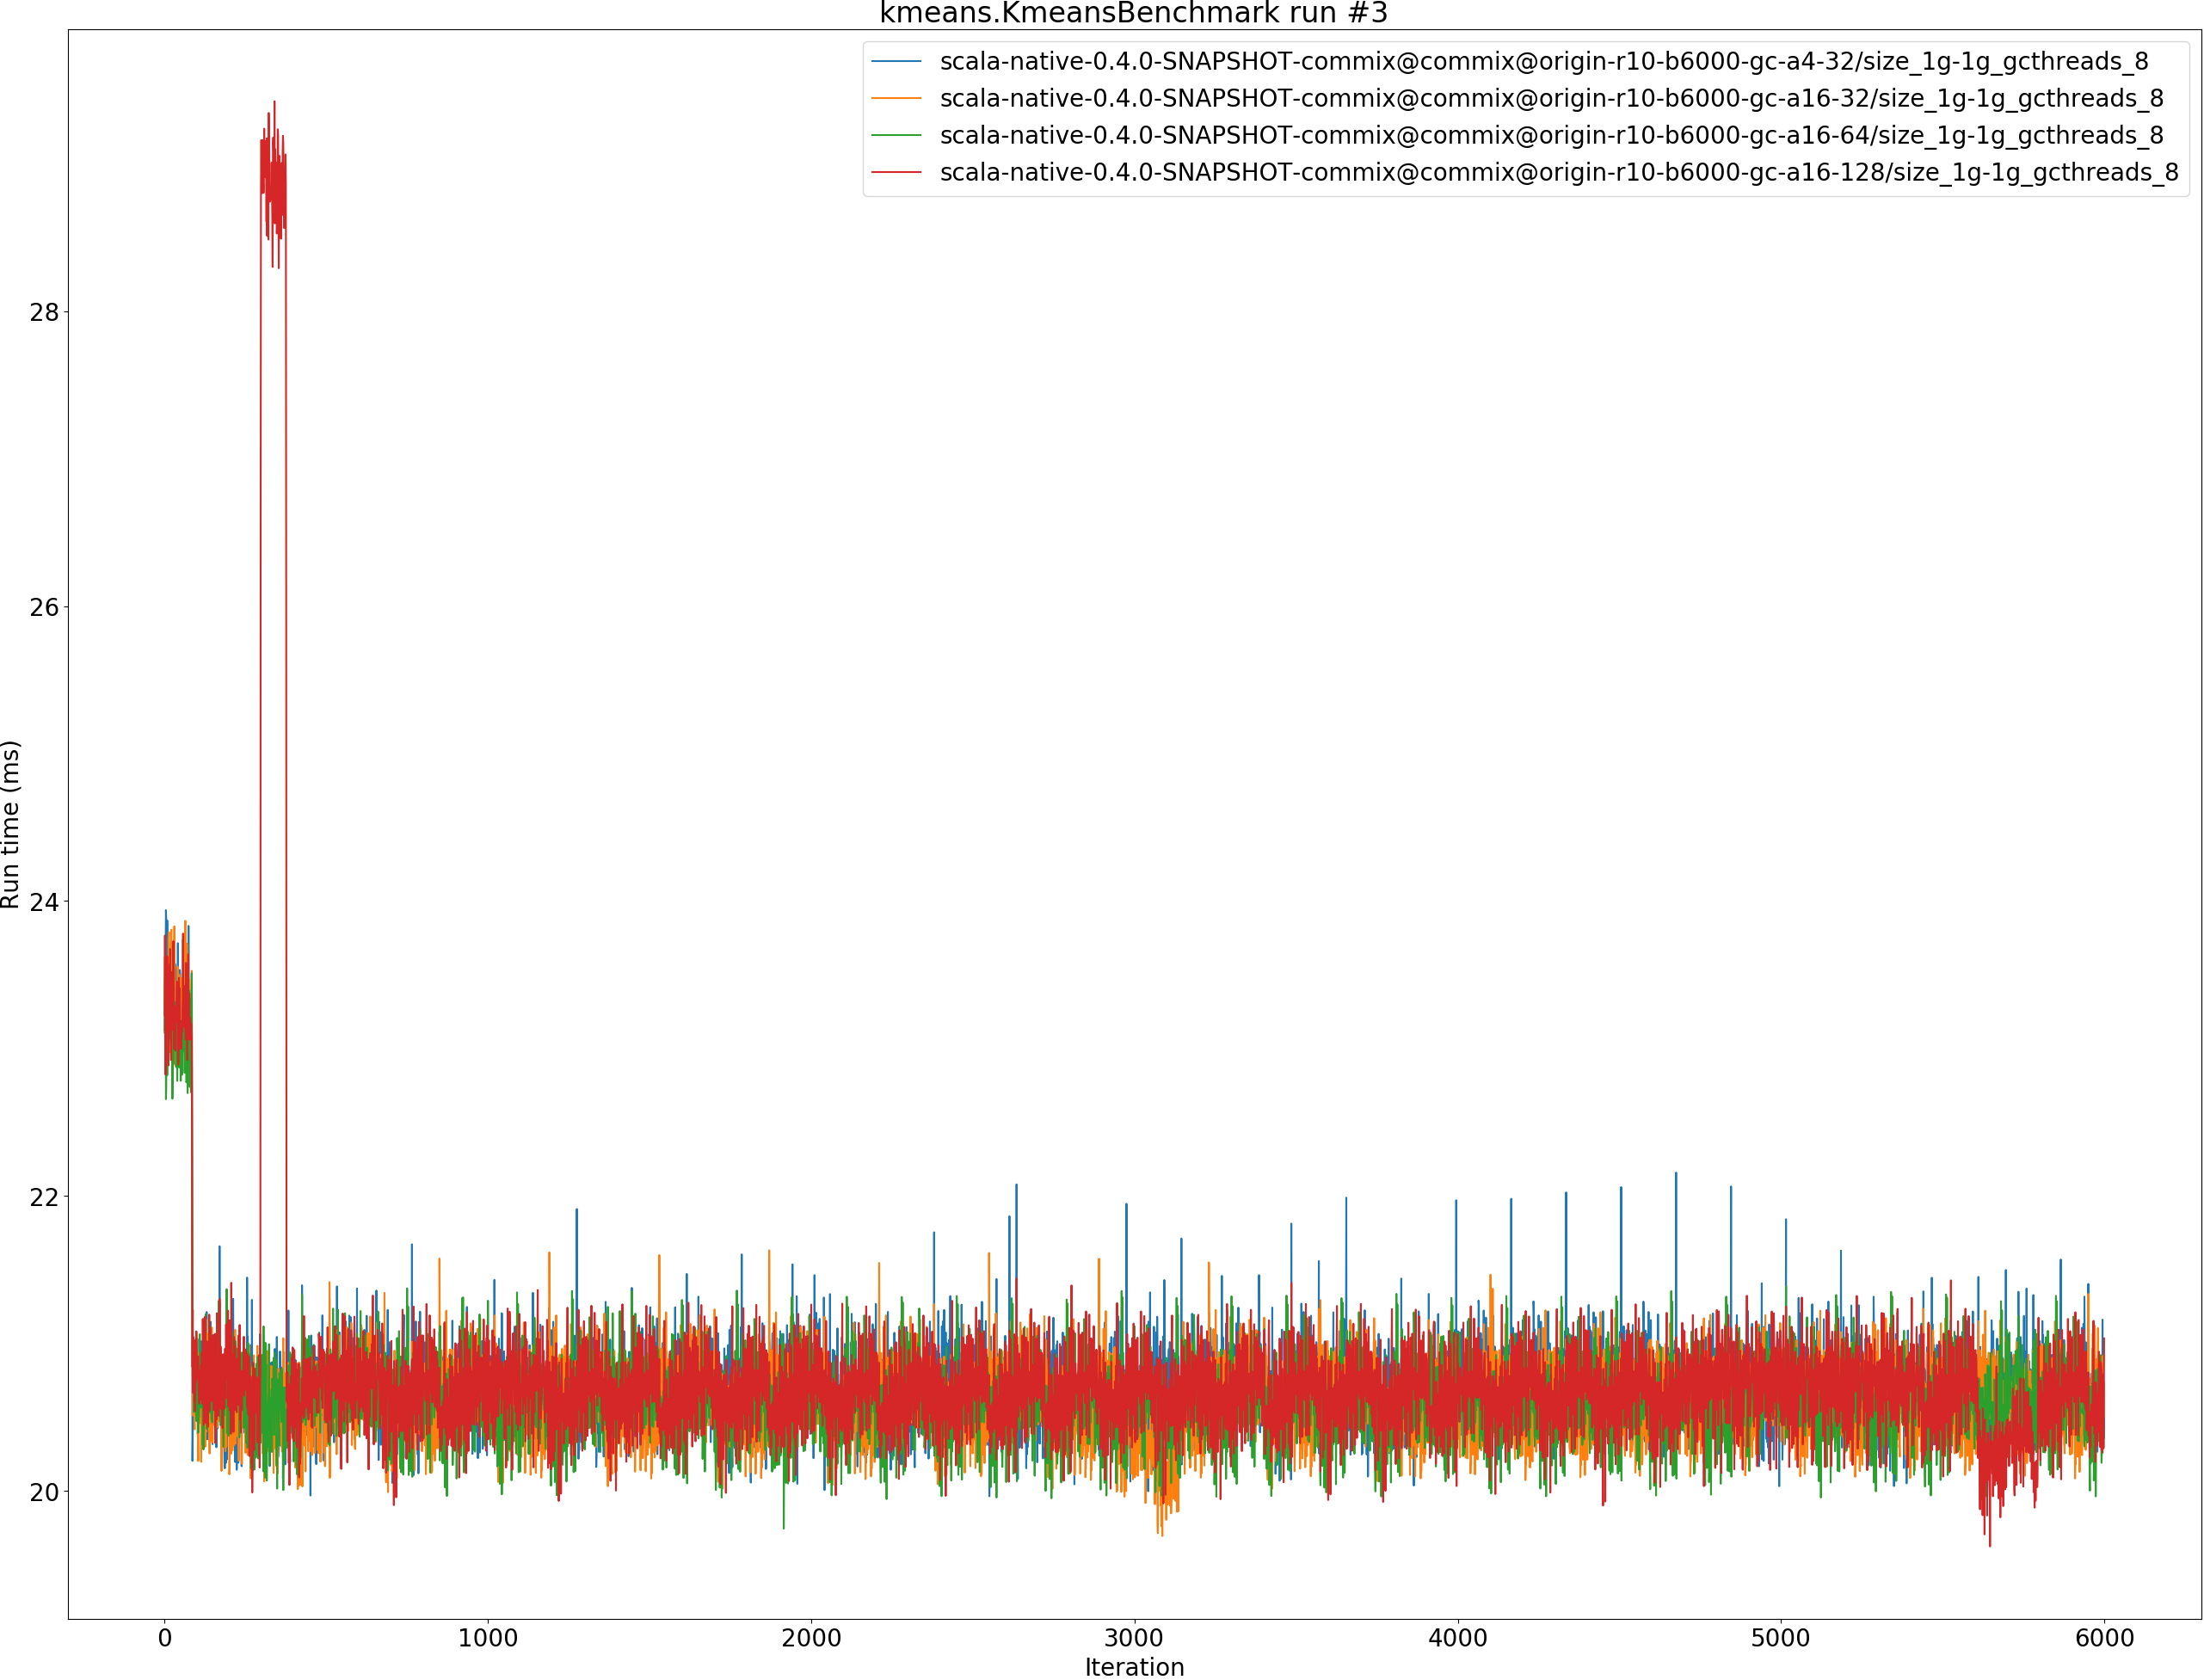 kmeans.KmeansBenchmark run #3
scala-native-0.4.0-SNAPSHOT-commix@commix@origin-r10-b6000-gc-a4-32/size_1g-1g_gcthreads_8
scala-native-0.4.0-SNAPSHOT-commix@commix@origin-r10-b6000-gc-a16-32/size_1g-1g_gcthreads_8
scala-native-0.4.0-SNAPSHOT-commix@commix@origin-r10-b6000-gc-a16-64/size_1g-1g_gcthreads_8
scala-native-0.4.0-SNAPSHOT-commix@commix@origin-r10-b6000-gc-a16-128/size_1g-1g_gcthreads_8
28
26
24
22
20
Run time (ms)
0 1000 2000 3000 4000 5000 6000
Iteration